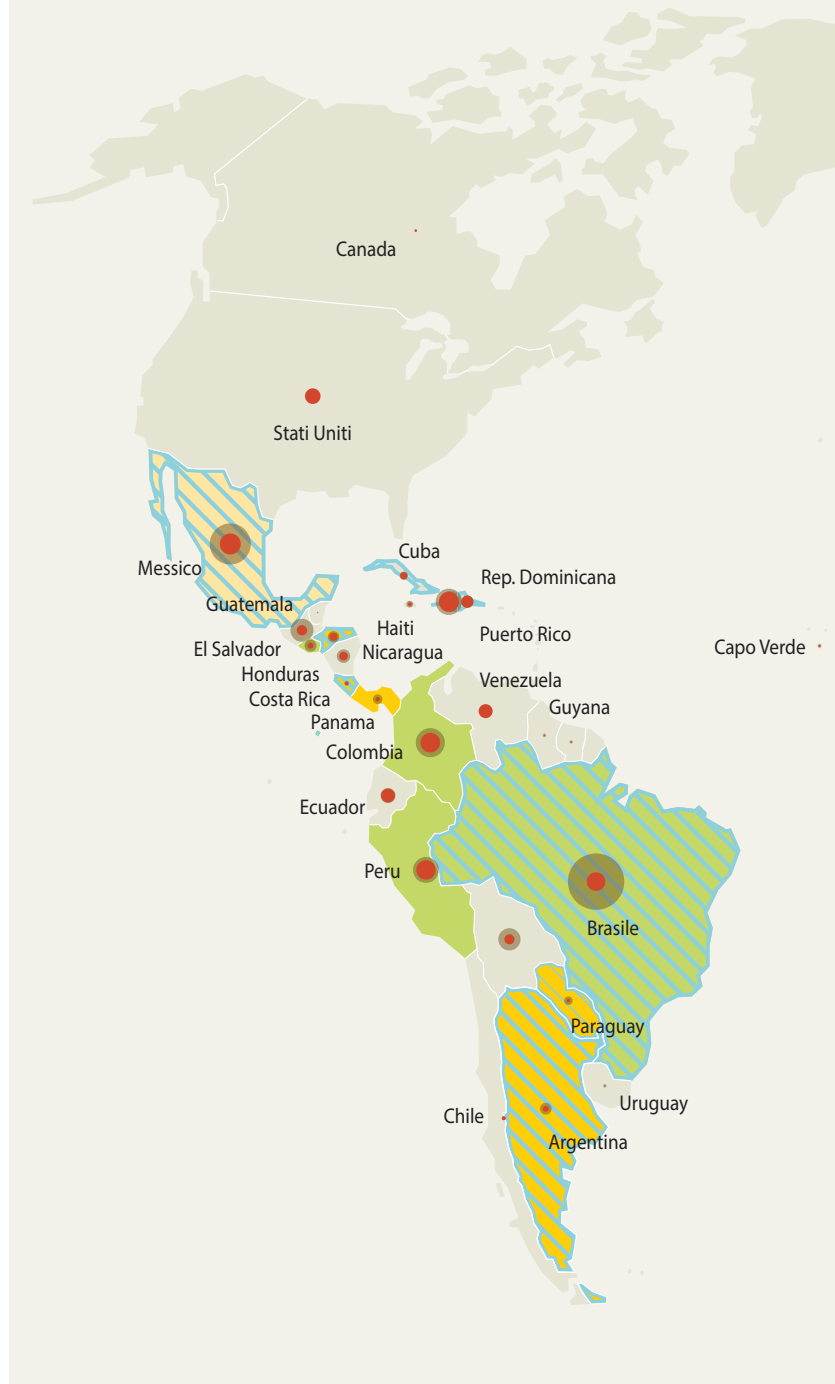 Canada
Stati Uniti
Cuba
Messico
Rep. Dominicana
Guatemala
Haiti
Puerto Rico
El Salvador
Nicaragua
Capo Verde
Honduras
Venezuela
Costa Rica
Guyana
Panama
Colombia
Ecuador
Peru
Brasile
Paraguay
Uruguay
Chile
Argentina